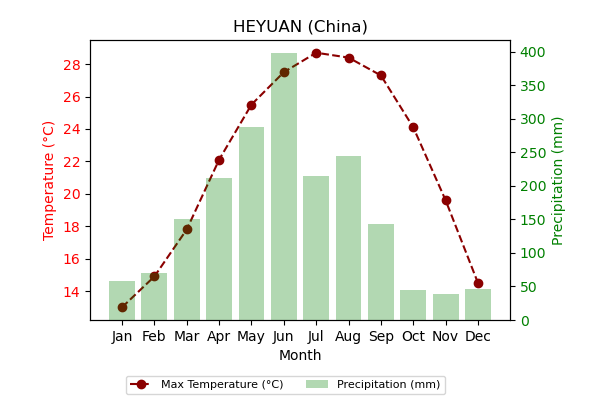 HEYUAN (China)
Temperature (°C)
28
26
24
22
20
18
16
14
400
350
300
250
200
150
100
50
0
Precipitation (mm)
Jan Feb Mar Apr May Jun Jul Aug Sep Oct Nov Dec
Month
Max Temperature (°C) Precipitation (mm)